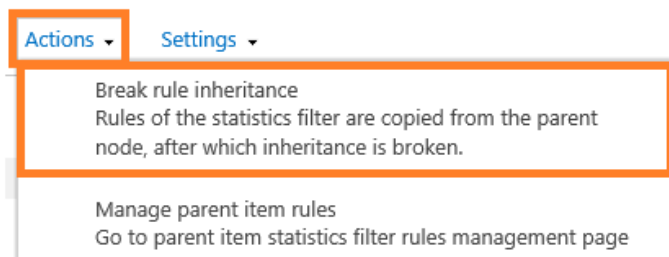 Actions Settings
Break rule inheritance
Rules of the statistics filter are copied from the parent
node, after which inheritance is broken.
Manage parent item rules
Go to parent item statistics filter rules management page